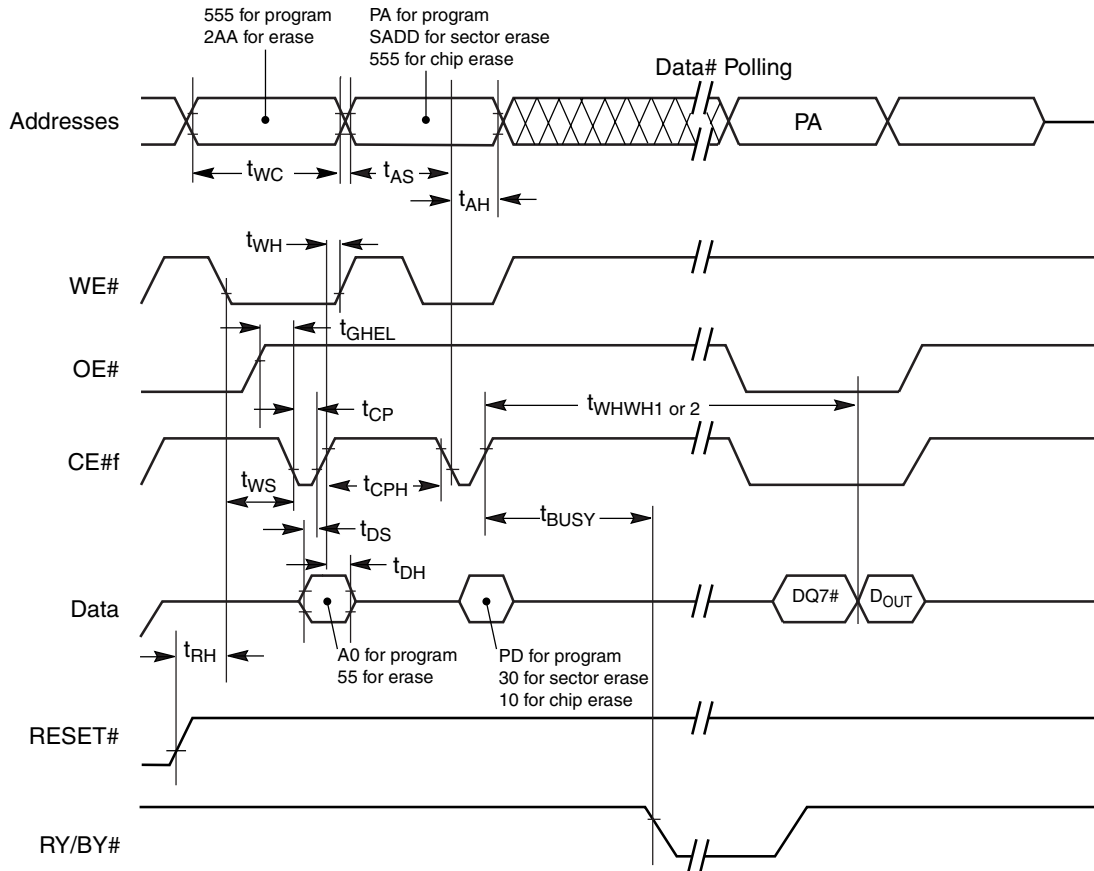 555 for program
2AA for erase
PA for program
SADD for sector erase
555 for chip erase
Data# Polling
Addresses
PA
tWC
tAS
tAH
tWH
WE#
tGHEL
OE#
tWHWH1 or 2
tCP
CE#f
tWS
tCPH
tBUSY
tDS
tDH
Data
DQ7#
DOUT
tRH
A0 for program
55 for erase
PD for program
30 for sector erase
10 for chip erase
RESET#
RY/BY#